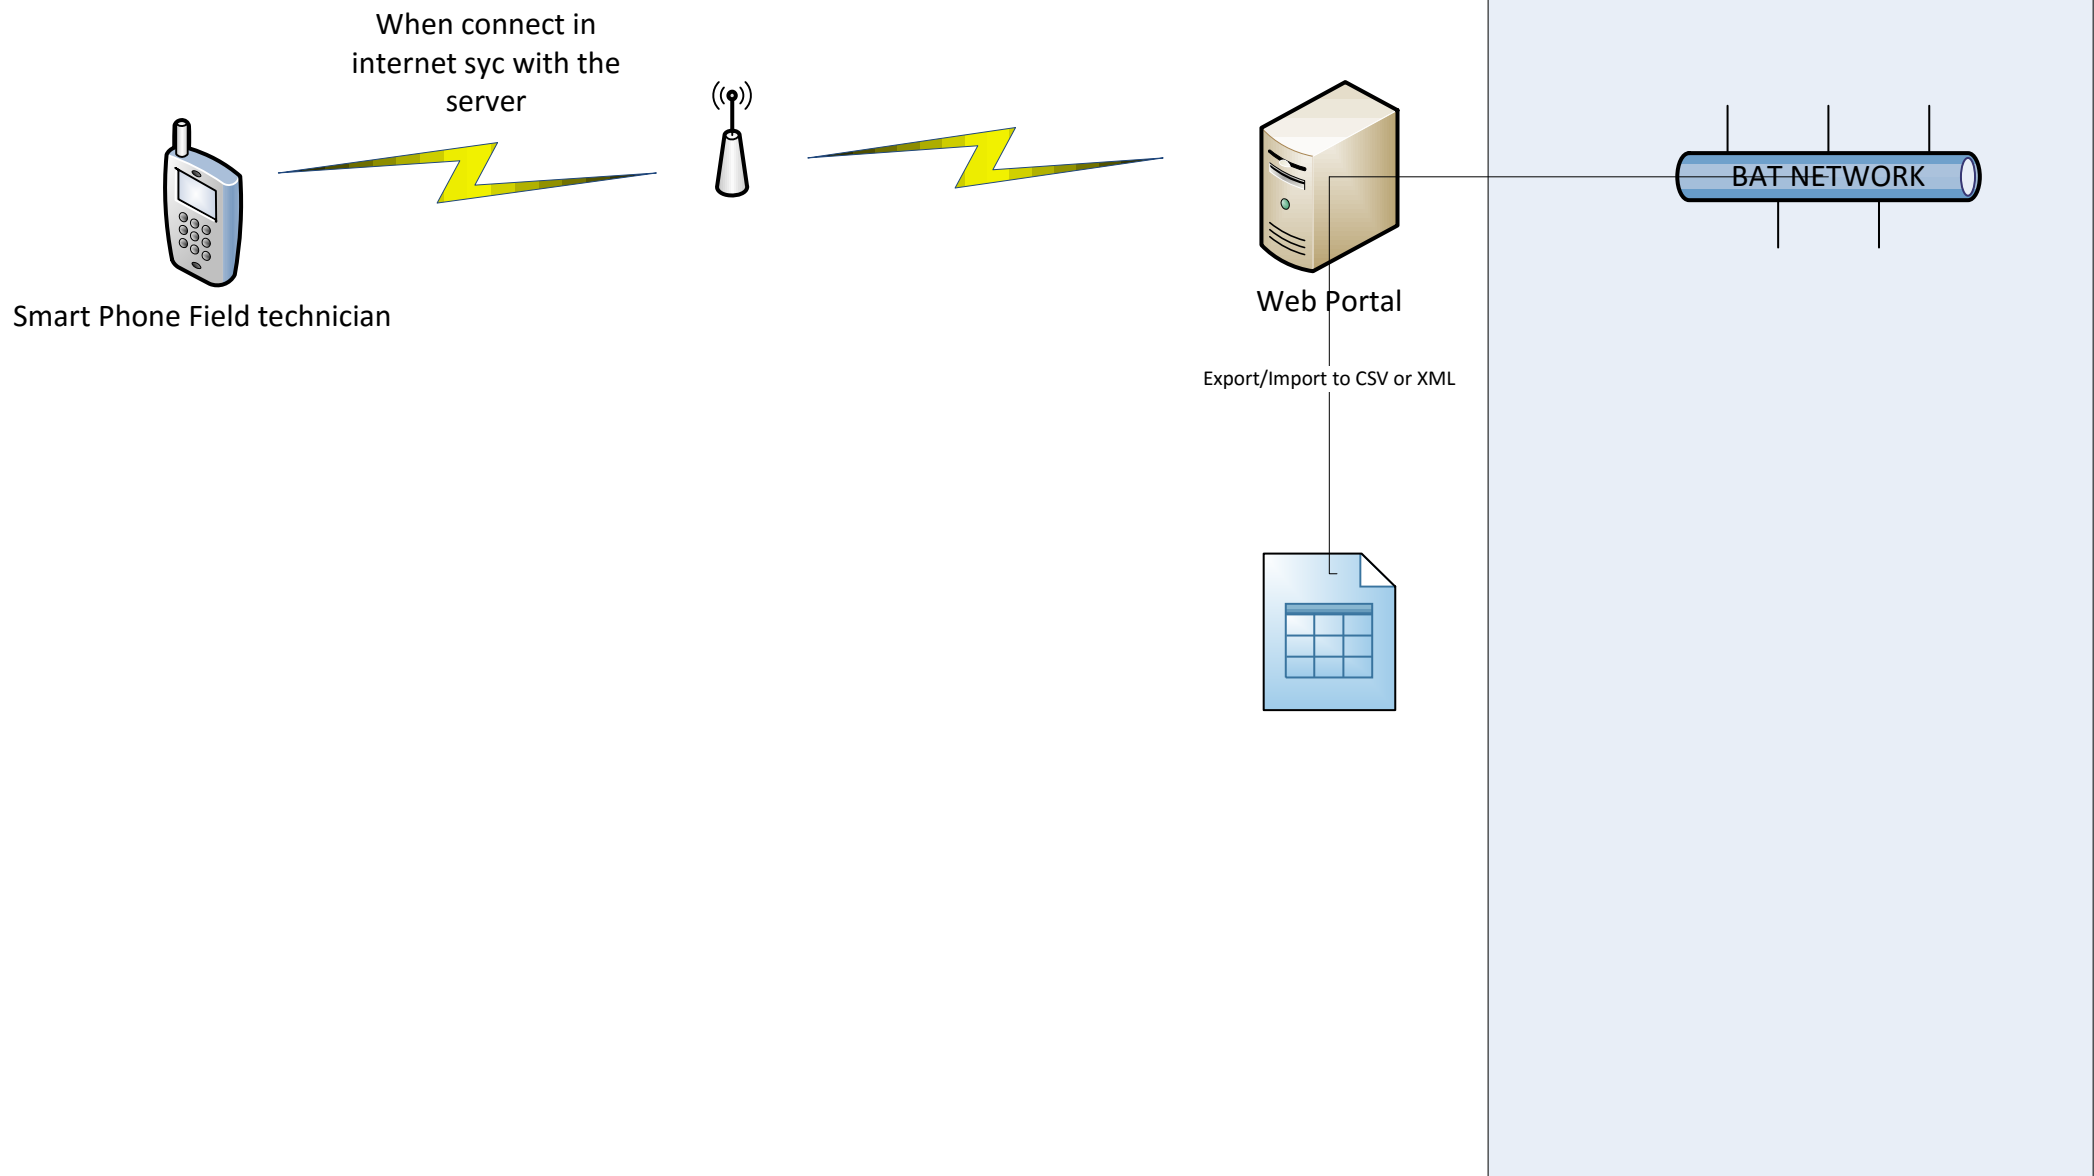 When connect in
internet syc with the
server
BAT NETWORK
Smart Phone Field technician
Web Portal
Export/Import to CSV or XML